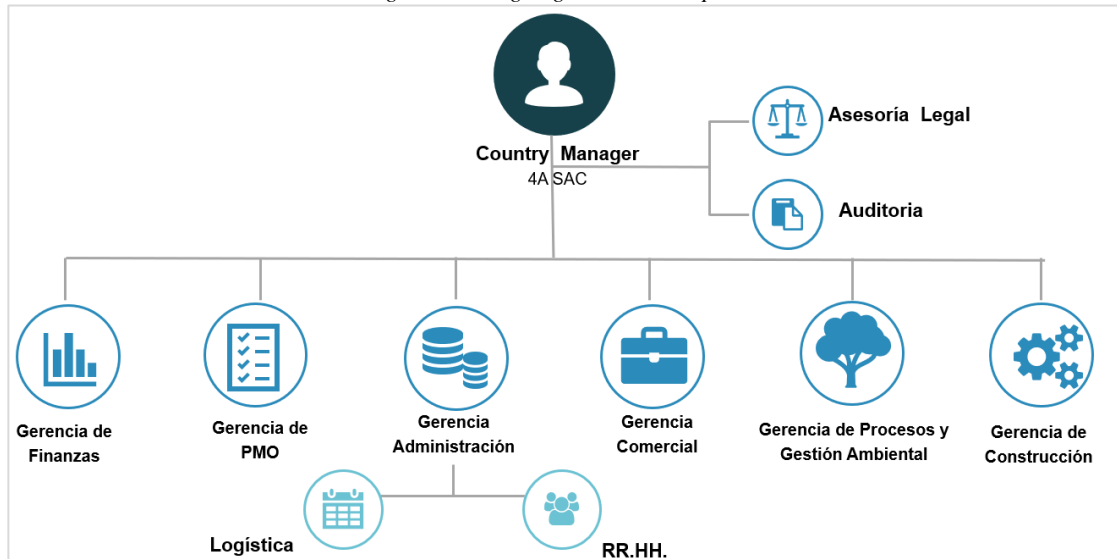 Country Manager
4A SAC
Asesoría Legal
Auditoria
Gerencia de
Finanzas
Gerencia de
PMO
Gerencia
Administración
Gerencia
Comercial
Gerencia de Procesos y
Gestión Ambiental
Gerencia de
Construcción
Logística
RR.HH.